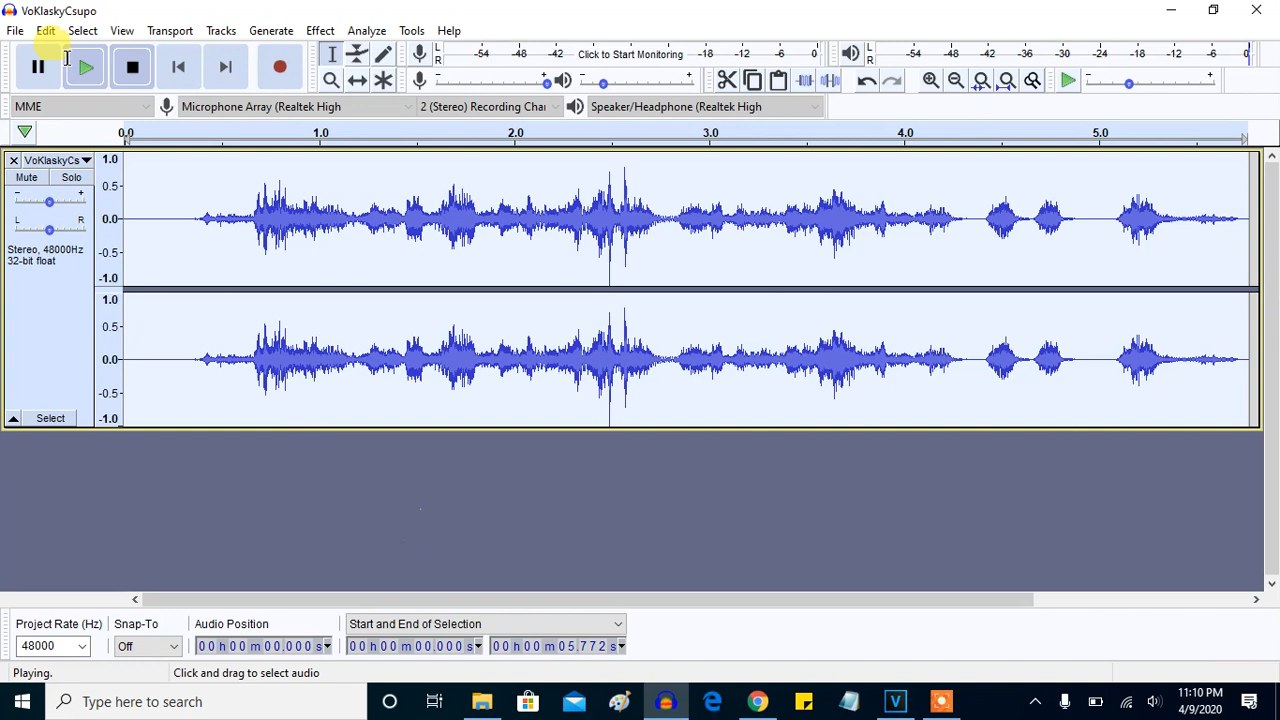 VoKlaskyCsupo
File Edit Select View Transport Tracks Generate Effect Analyze Tools Help
L R -54 -48 Click to Start Monitoring -18 -12 -6 0 L R -54 -48 -42 -36 -30 -24 -18 -12 -6 0
MME Microphone Array (Realtek High 2 (Stereo) Recording Chan Speaker/Headphone (Realtek High
0.0 1.0 2.0 3.0 4.0 5.0
VoKlaskyCs
Mute Solo
- +
L R
Stereo, 48000Hz
32-bit float
Select
1.0
0.5
0.0
-0.5
-1.0
1.0
0.5
0.0
-0.5
-1.0
Project Rate (Hz) Snap-To Audio Position Start and End of Selection
48000 Off 00h00m00.000s 00h00m00.000s 00h00m05.772s
Playing. Click and drag to select audio
Type here to search
11:10 PM
4/9/2020